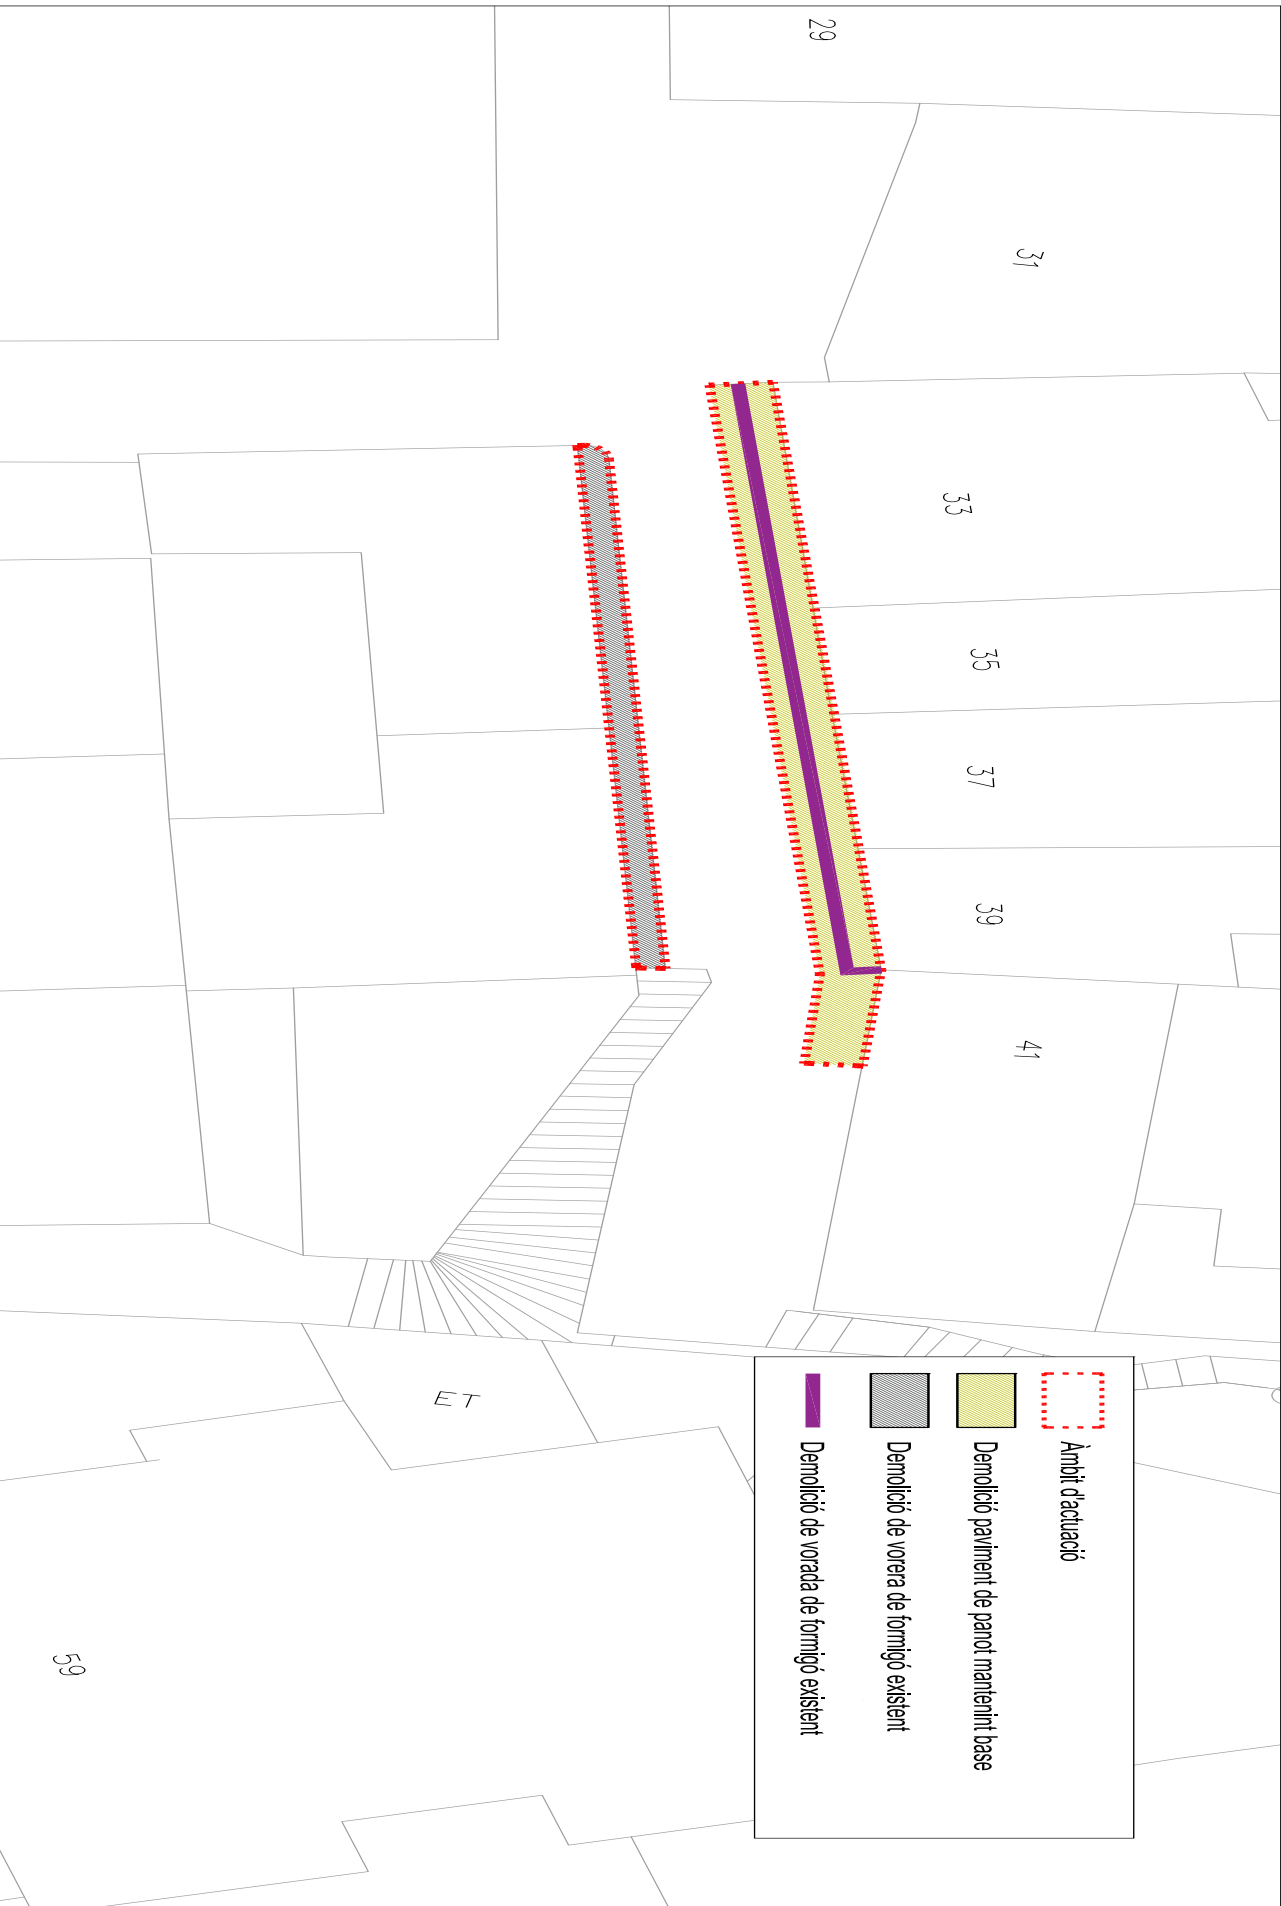 29
31
33
35
37
39
41
ET
59
Àmbit d'actuació
Demolició paviment de panot mantenint base
Demolició de vorera de formigó existent
Demolició de vorada de formigó existent